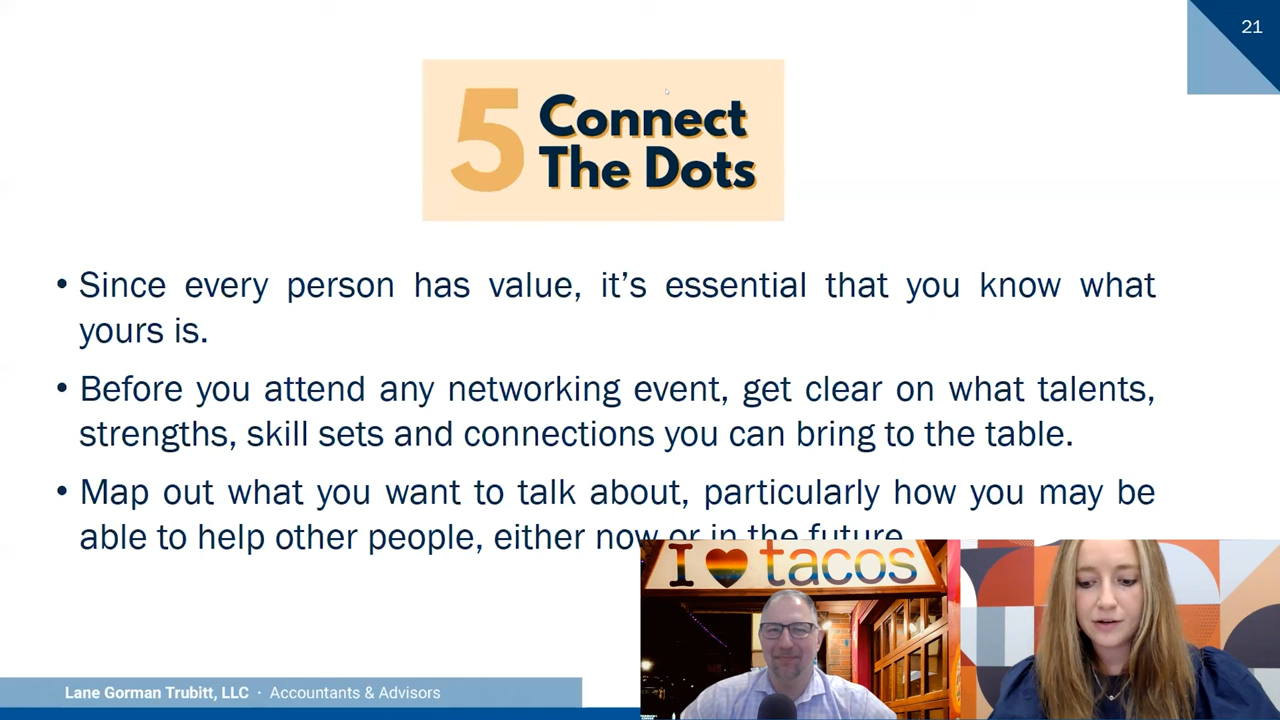 21
5 Connect
The Dots
• Since every person has value, it’s essential that you know what
yours is.
• Before you attend any networking event, get clear on what talents,
strengths, skill sets and connections you can bring to the table.
• Map out what you want to talk about, particularly how you may be
able to help other people, either now or in the future.
I ♥ tacos
Lane Gorman Trubitt, LLC · Accountants & Advisors